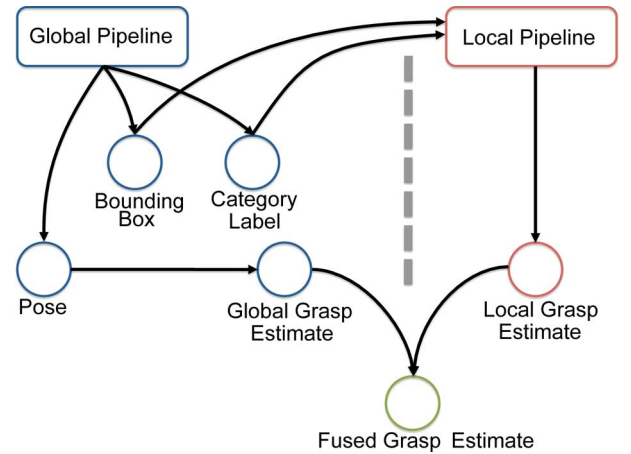 Global Pipeline
Local Pipeline
Bounding
Box
Category
Label
Pose
Global Grasp
Estimate
Local Grasp
Estimate
Fused Grasp Estimate